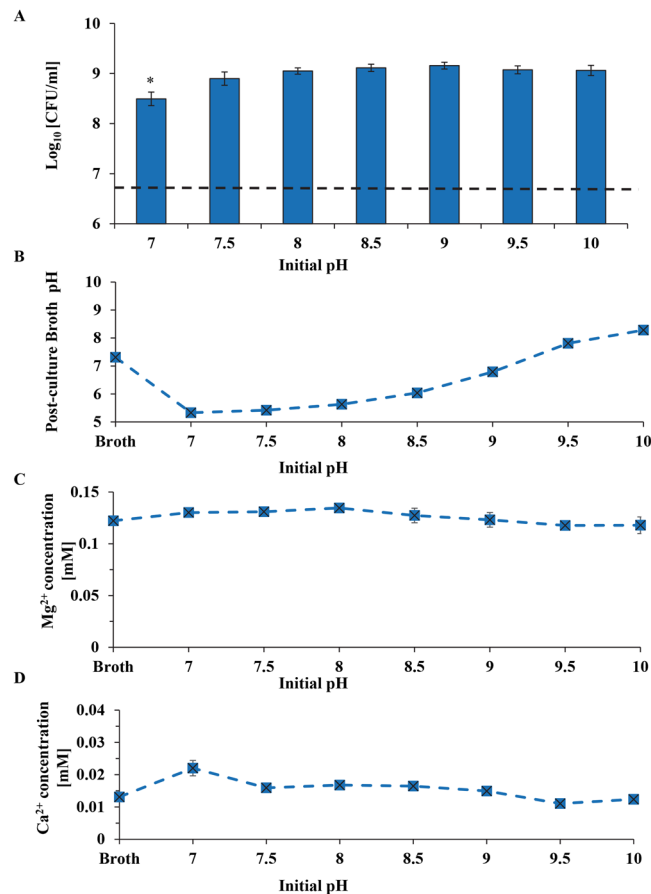 A
Log₁₀ [CFU/ml]
10
9
8
7
6
*
7 7.5 8 8.5 9 9.5 10
Initial pH
B
Post-culture Broth pH
10
9
8
7
6
5
Broth 7 7.5 8 8.5 9 9.5 10
Initial pH
C
Mg²⁺ concentration
[mM]
0.15
0.1
0.05
0
Broth 7 7.5 8 8.5 9 9.5 10
Initial pH
D
Ca²⁺ concentration
[mM]
0.04
0.03
0.02
0.01
0
Broth 7 7.5 8 8.5 9 9.5 10
Initial pH